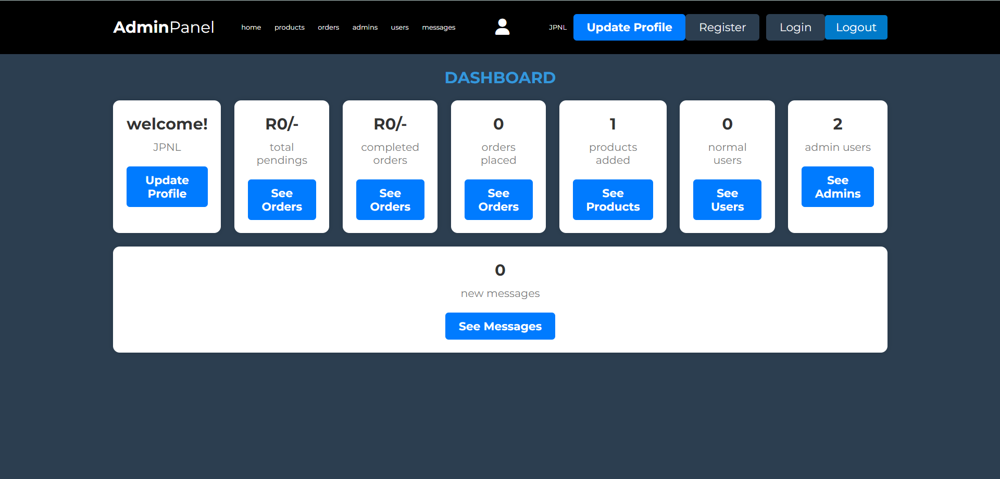 AdminPanel home products orders admins users messages JPNL Update Profile Register Login Logout
DASHBOARD
welcome!
JPNL
Update
Profile
R0/-
total
pendings
See
Orders
R0/-
completed
orders
See
Orders
0
orders
placed
See
Orders
1
products
added
See
Products
0
normal
users
See
Users
2
admin users
See
Admins
0
new messages
See Messages